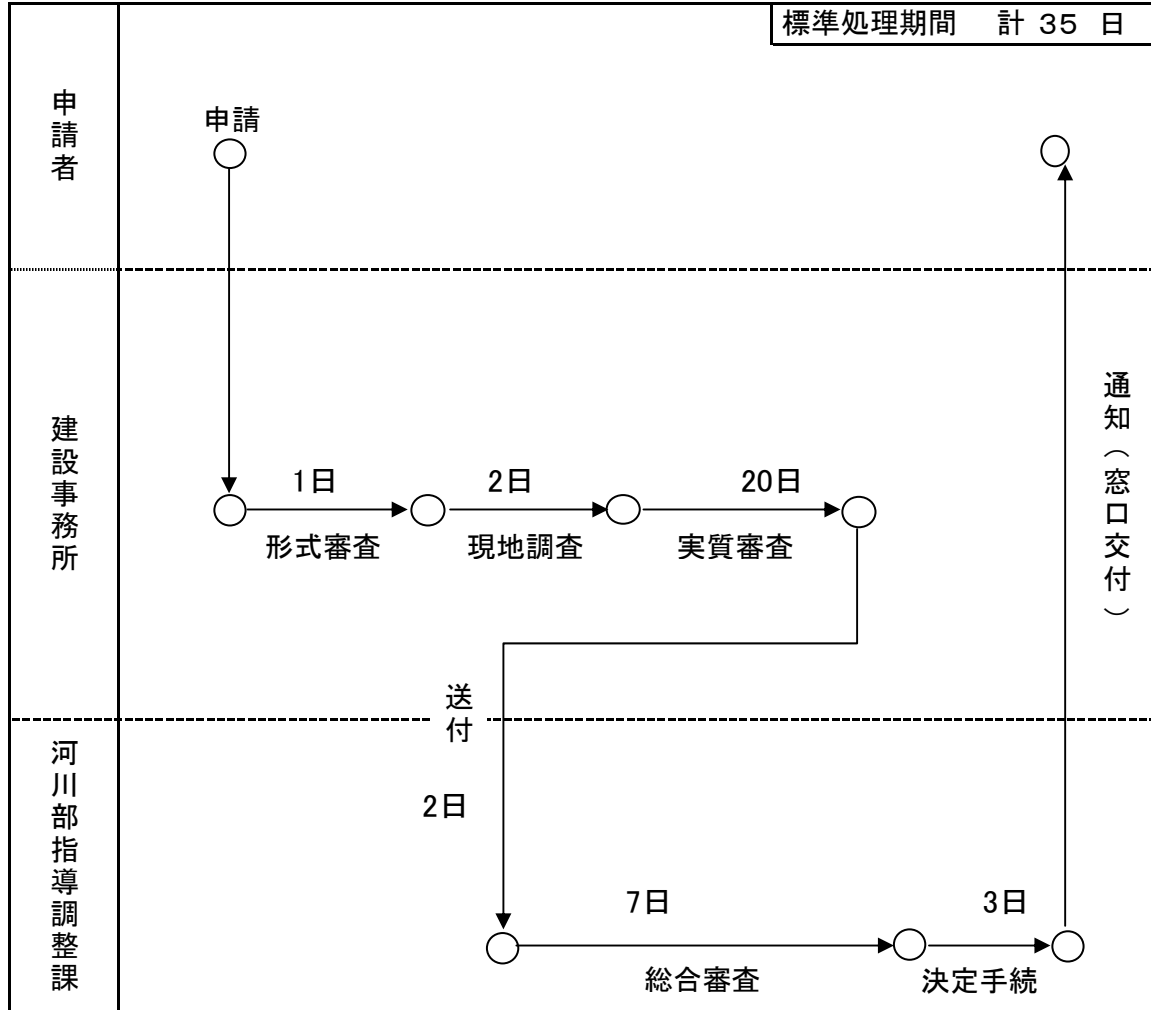 標準処理期間 計 35 日
申請者
申請
建設事務所
1日
2日
20日
形式審査
現地調査
実質審査
通知(窓口交付)
送付
2日
河川部指導調整課
7日
3日
総合審査
決定手続